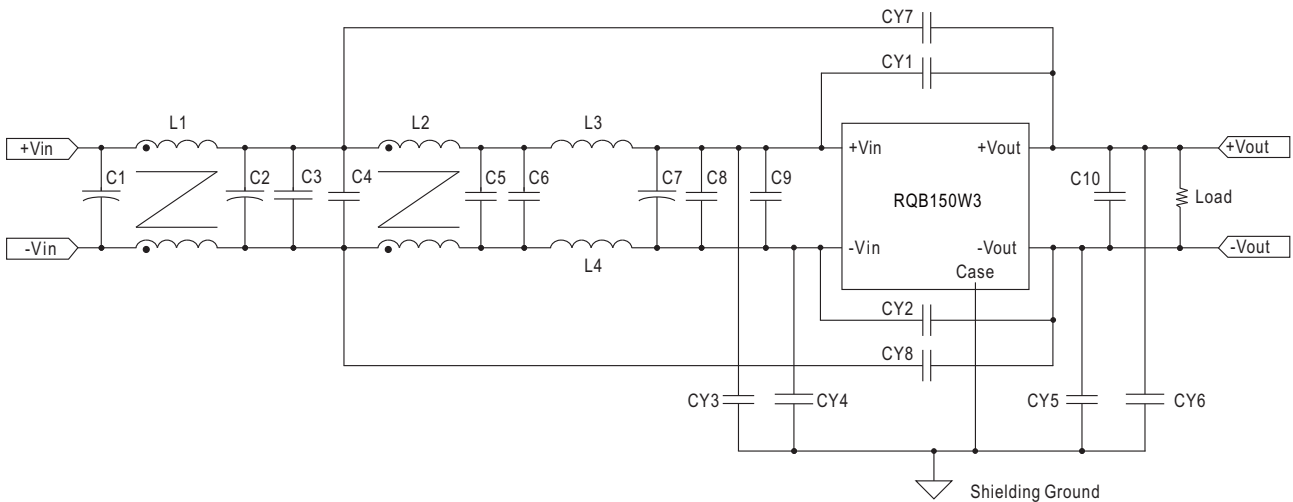 CY7
CY1
L1
L2
L3
+Vin
+Vin
+Vout
+Vout
C1
C2
C3
C4
C5
C6
C7
C8
C9
RQB150W3
C10
Load
-Vin
L4
-Vin
-Vout
-Vout
Case
CY2
CY8
CY3
CY4
CY5
CY6
Shielding Ground